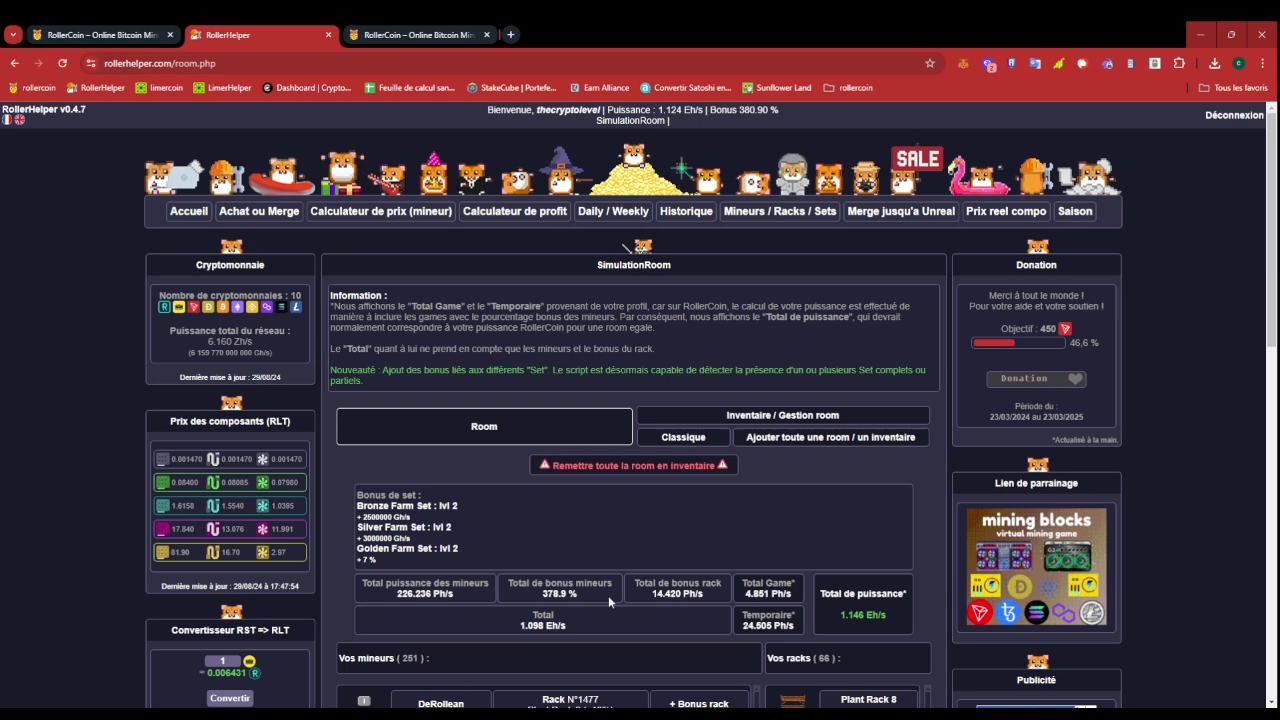 RollerCoin – Online Bitcoin Min
RollerHelper
RollerCoin – Online Bitcoin Min
rollerhelper.com/room.php
rollercoin
RollerHelper
limercoin
LimerHelper
Dashboard | Crypto...
Feuille de calcul san...
StakeCube | Portefe...
Earn Alliance
Convertir Satoshi en...
Sunflower Land
rollercoin
Tous les favoris
RollerHelper v0.4.7
Bienvenue, thecryptolevel | Puissance : 1.124 Eh/s | Bonus 380.90 %
SimulationRoom |
Déconnexion
SALE
Accueil
Achat ou Merge
Calculateur de prix (mineur)
Calculateur de profit
Daily / Weekly
Historique
Mineurs / Racks / Sets
Merge jusqu'a Unreal
Prix reel compo
Saison
Cryptomonnaie
Nombre de cryptomonnaies : 10
Puissance total du réseau :
6.160 Zh/s
(6 159 770 000 000 Gh/s)
Dernière mise à jour : 29/08/24
Prix des composants (RLT)
0.001470 0.001470 0.001470
0.08400 0.08085 0.07980
1.6158 1.5540 1.0395
17.840 13.076 11.991
81.90 16.70 2.97
Dernière mise à jour : 29/08/24 à 17:47:54
Convertisseur RST => RLT
1
= 0.006431
Convertir
SimulationRoom
Information :
"Nous affichons le "Total Game" et le "Temporaire" provenant de votre profil, car sur RollerCoin, le calcul de votre puissance est effectué de
manière à inclure les games avec le pourcentage bonus des mineurs. Par conséquent, nous affichons le "Total de puissance", qui devrait
normalement correspondre à votre puissance RollerCoin pour une room egale.
Le "Total" quant à lui ne prend en compte que les mineurs et le bonus du rack.
Nouveauté : Ajout des bonus liés aux différents "Set". Le script est désormais capable de détecter la présence d'un ou plusieurs Set complets ou
partiels.
Room
Inventaire / Gestion room
Classique
Ajouter toute une room / un inventaire
Remettre toute la room en inventaire
Bonus de set :
Bronze Farm Set : lvl 2
+ 2500000 Gh/s
Silver Farm Set : lvl 2
+ 3000000 Gh/s
Golden Farm Set : lvl 2
+ 7 %
Total puissance des mineurs
226.236 Ph/s
Total de bonus mineurs
378.9 %
Total de bonus rack
14.420 Ph/s
Total Game*
4.851 Ph/s
Total de puissance*
1.146 Eh/s
Total
1.098 Eh/s
Temporaire*
24.505 Ph/s
Vos mineurs ( 251 ) :
Vos racks ( 66 ) :
1
DeRollean
Rack N°1477
+ Bonus rack
Plant Rack 8
Donation
Merci à tout le monde !
Pour votre aide et votre soutien !
Objectif : 450
46,6 %
Donation
Période du :
23/03/2024 au 23/03/2025
*Actualisé à la main.
Lien de parrainage
mining blocks
virtual mining game
Publicité